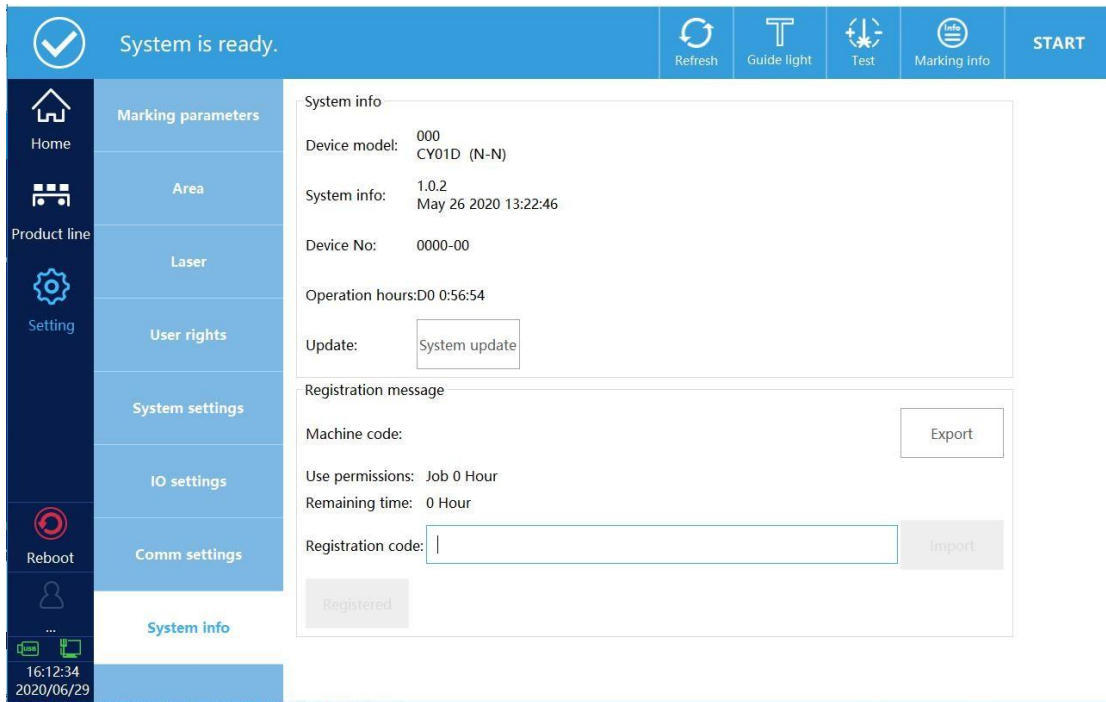 System is ready.
Refresh
Guide light
Test
Info
Marking info
START
Home
Product line
Setting
Reboot
...
USB
16:12:34
2020/06/29
Marking parameters
Area
Laser
User rights
System settings
IO settings
Comm settings
System info
System info
Device model: 000
CY01D (N-N)
System info: 1.0.2
May 26 2020 13:22:46
Device No: 0000-00
Operation hours:D0 0:56:54
Update: System update
Registration message
Machine code: Export
Use permissions: Job 0 Hour
Remaining time: 0 Hour
Registration code: Import
Registered